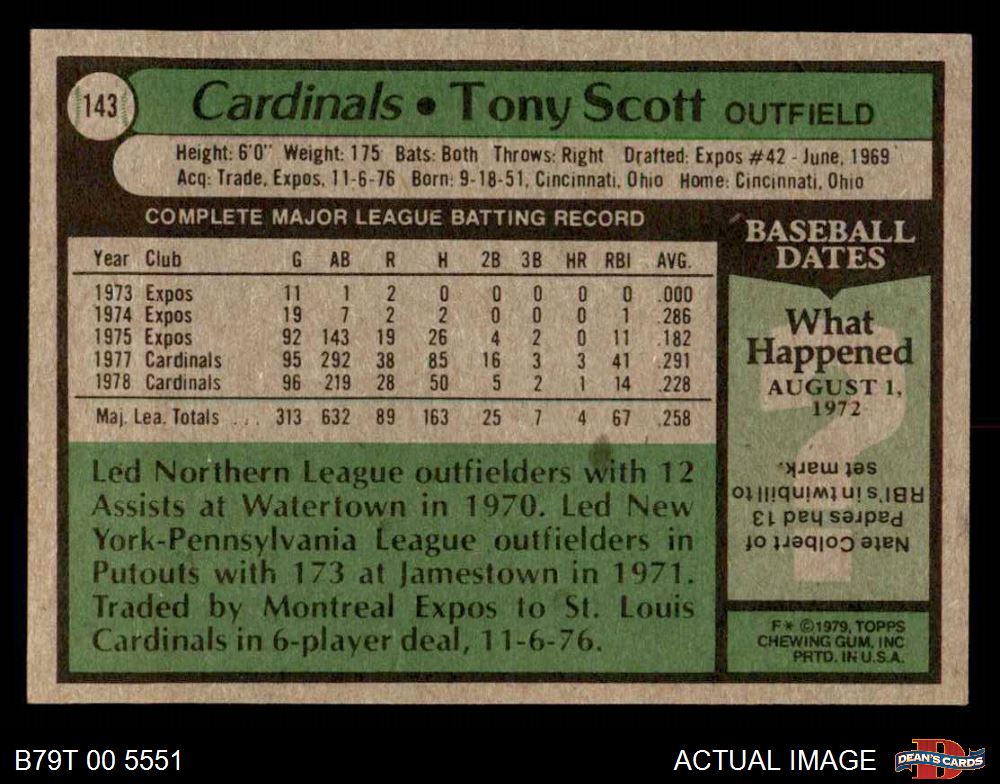 143
Cardinals • Tony Scott OUTFIELD
Height: 6'0" Weight: 175 Bats: Both Throws: Right Drafted: Expos #42 - June, 1969
Acq: Trade, Expos, 11-6-76 Born: 9-18-51, Cincinnati, Ohio Home: Cincinnati, Ohio
COMPLETE MAJOR LEAGUE BATTING RECORD
Year Club G AB R H 2B 3B HR RBI AVG.
1973 Expos 11 1 2 0 0 0 0 0 .000
1974 Expos 19 7 2 2 0 0 0 1 .286
1975 Expos 92 143 19 26 4 2 0 11 .182
1977 Cardinals 95 292 38 85 16 3 3 41 .291
1978 Cardinals 96 219 28 50 5 2 1 14 .228
Maj. Lea. Totals ... 313 632 89 163 25 7 4 67 .258
Led Northern League outfielders with 12
Assists at Watertown in 1970. Led New
York-Pennsylvania League outfielders in
Putouts with 173 at Jamestown in 1971.
Traded by Montreal Expos to St. Louis
Cardinals in 6-player deal, 11-6-76.
BASEBALL
DATES
What
Happened
AUGUST 1,
1972
?
Nate Colbert of
Padres had 13
RBI's in twinbill to
set mark.
F* ©1979, TOPPS
CHEWING GUM, INC
PRTD. IN U.S.A.
B79T 00 5551
ACTUAL IMAGE
D
DEAN'S CARDS